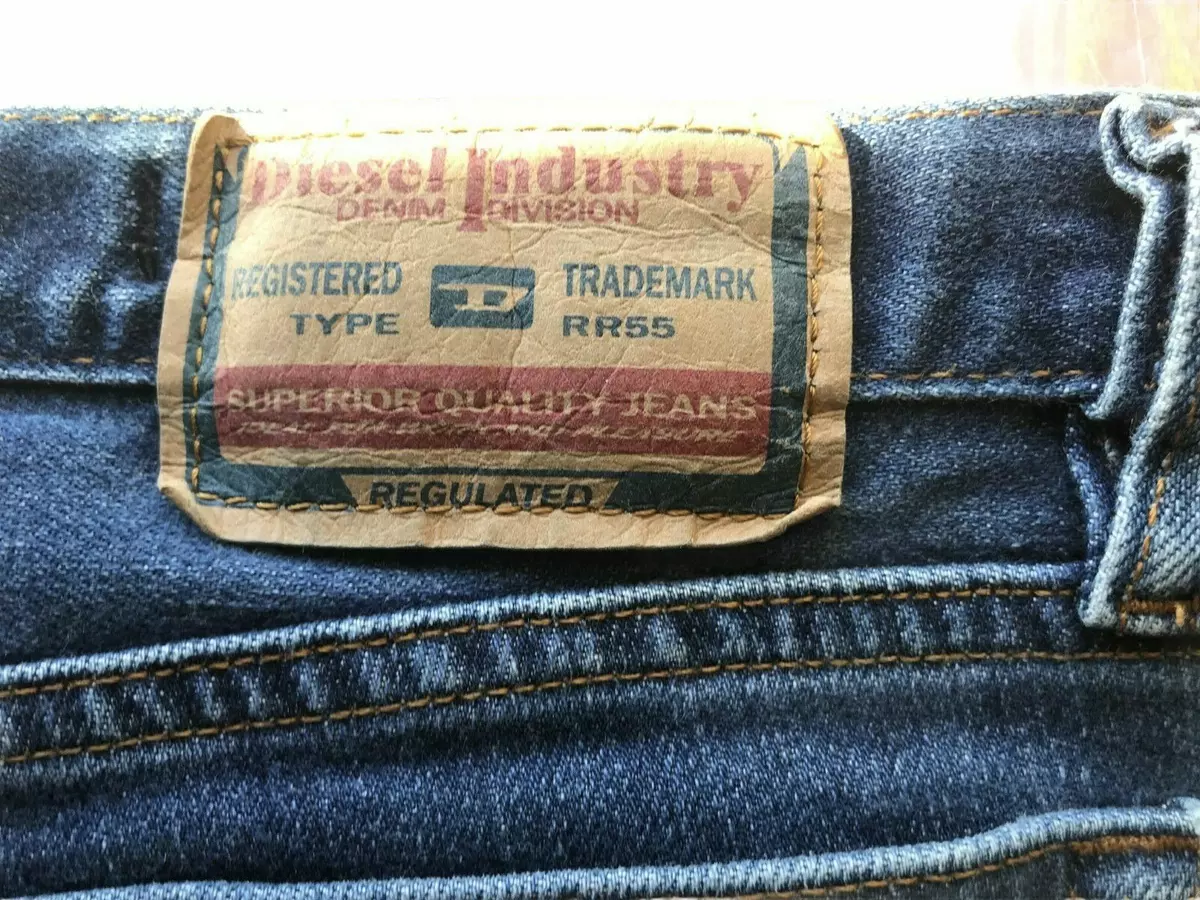 Diesel Industry
DENIM DIVISION
REGISTERED D TRADEMARK
TYPE RR55
SUPERIOR QUALITY JEANS
REGULATED